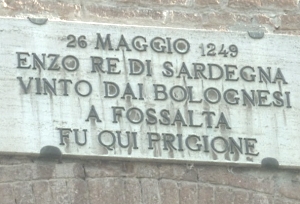 26 MAGGIO 1249
ENZO RE DI SARDEGNA
VINTO DAI BOLOGNESI
A FOSSALTA
FU QUI PRIGIONE